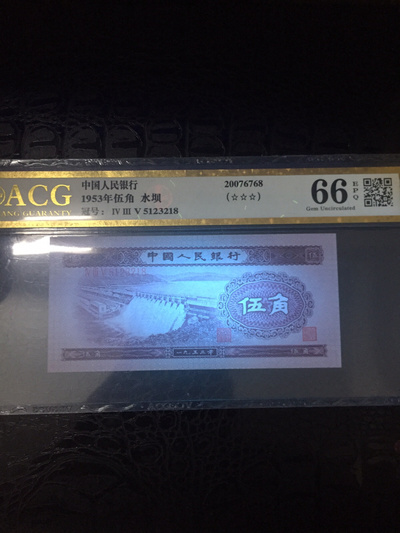 ACG
中国人民银行
1953年伍角 水坝
冠号: IV III V 5123218
20076768
(☆☆☆)
66 EPQ
Gem Uncirculated
中國人民銀行
伍角
一九五三年